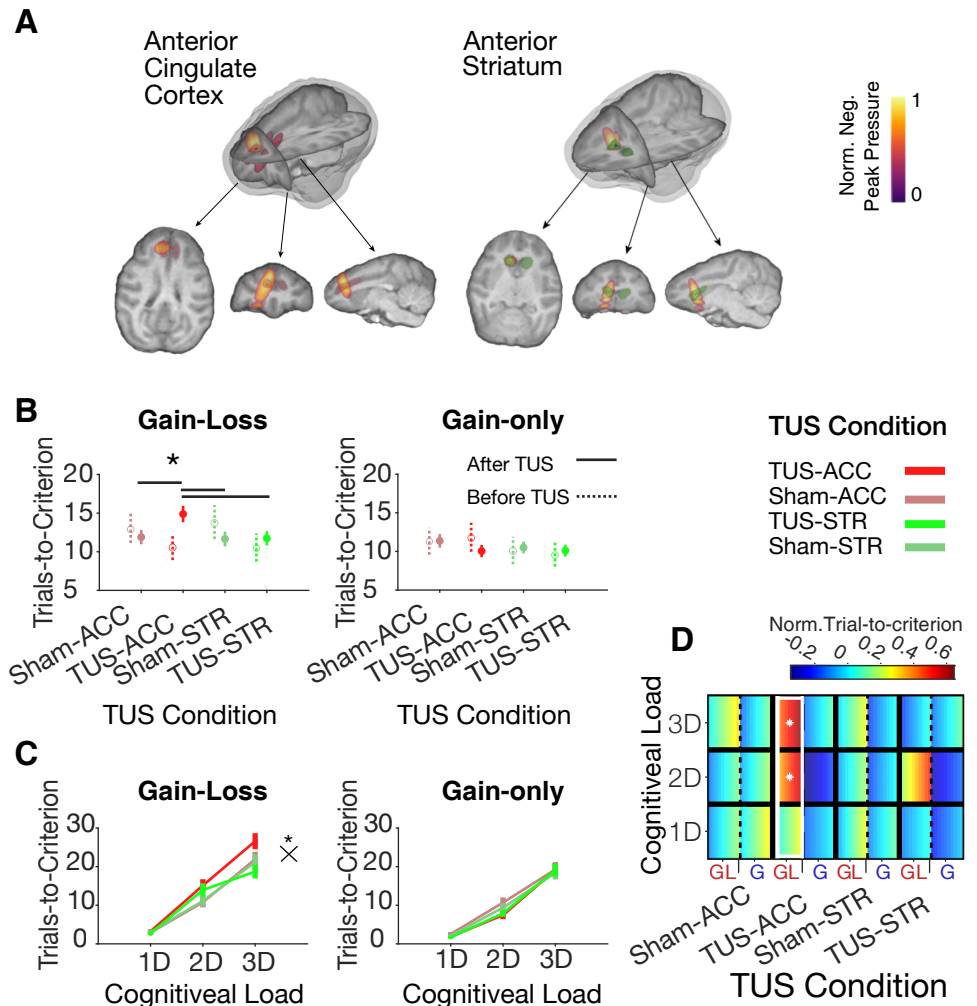 A
Anterior
Cingulate
Cortex
Anterior
Striatum
Norm. Neg.
Peak Pressure
1
0
B
Gain-Loss
Trials-to-Criterion
20
15
10
5
*
Sham-ACC
TUS-ACC
Sham-STR
TUS-STR
TUS Condition
Gain-only
Trials-to-Criterion
20
15
10
5
After TUS
Before TUS
Sham-ACC
TUS-ACC
Sham-STR
TUS-STR
TUS Condition
TUS Condition
TUS-ACC
Sham-ACC
TUS-STR
Sham-STR
C
Gain-Loss
Trials-to-Criterion
30
20
10
0
*
1D 2D 3D
Cognitiveal Load
Gain-only
Trials-to-Criterion
30
20
10
0
1D 2D 3D
Cognitiveal Load
D
Norm.Trial-to-criterion
-0.2 0 0.2 0.4 0.6
Cognitiveal Load
3D
2D
1D
*
*
GL G GL G GL G GL G
Sham-ACC
TUS-ACC
Sham-STR
TUS-STR
TUS Condition